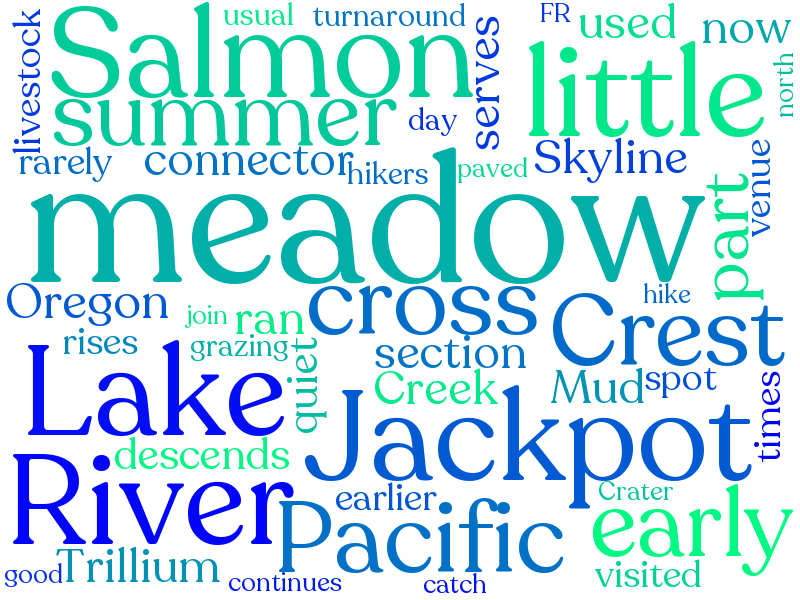 livestock
Salmon
usual
turnaround
serves
FR
used
now
little
north
summer
day
rarely
connector
hikers
paved
Skyline
venue
meadow
part
Oregon
join
ran
cross
hike
Crest
rises
grazing
quiet
section
Lake
Creek
Mud
spot
times
Jackpot
descends
River
earlier
Crater
Pacific
early
good
Trillium
continues
catch
visited